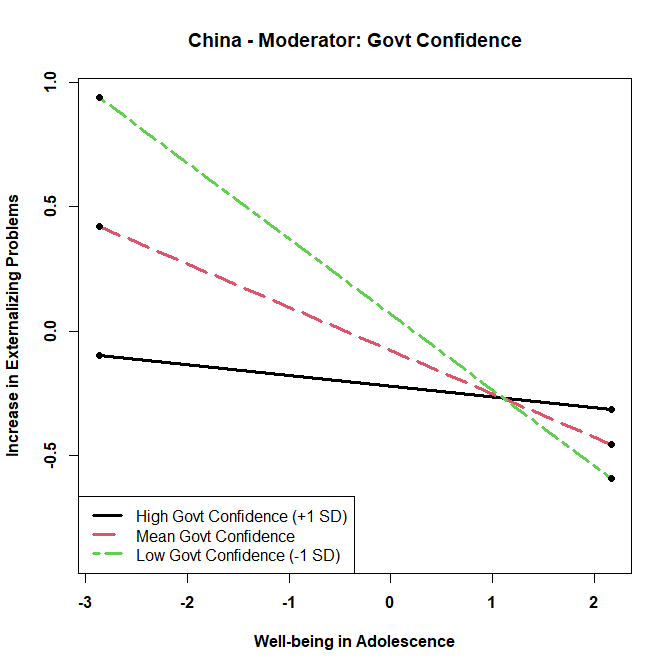 China - Moderator: Govt Confidence
Increase in Externalizing Problems
1.0
0.5
0.0
-0.5
High Govt Confidence (+1 SD)
Mean Govt Confidence
Low Govt Confidence (-1 SD)
-3 -2 -1 0 1 2
Well-being in Adolescence